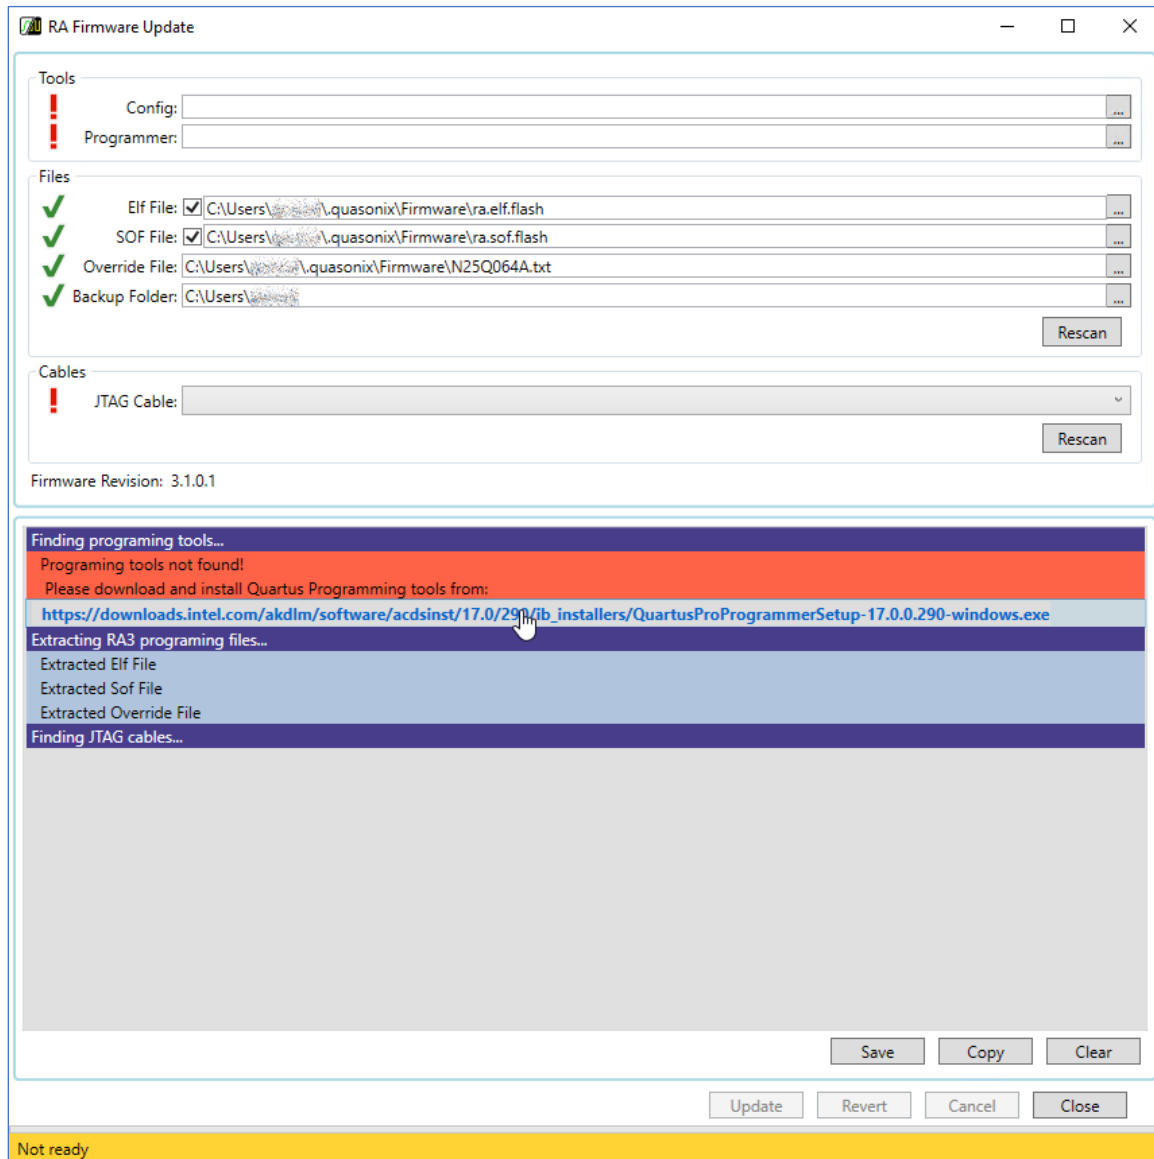 RA Firmware Update
Tools
Config:
...
Programmer:
...
Files
Elf File: C:\Users\ \.quasonix\Firmware\ra.elf.flash
...
SOF File: C:\Users\ \.quasonix\Firmware\ra.sof.flash
...
Override File: C:\Users\ \.quasonix\Firmware\N25Q064A.txt
...
Backup Folder: C:\Users\
...
Rescan
Cables
JTAG Cable:
Rescan
Firmware Revision: 3.1.0.1
Finding programing tools...
Programing tools not found!
Please download and install Quartus Programming tools from:
https://downloads.intel.com/akdlm/software/acdsinst/17.0/290/ib_installers/QuartusProProgrammerSetup-17.0.0.290-windows.exe
Extracting RA3 programing files...
Extracted Elf File
Extracted Sof File
Extracted Override File
Finding JTAG cables...
Save Copy Clear
Update Revert Cancel Close
Not ready